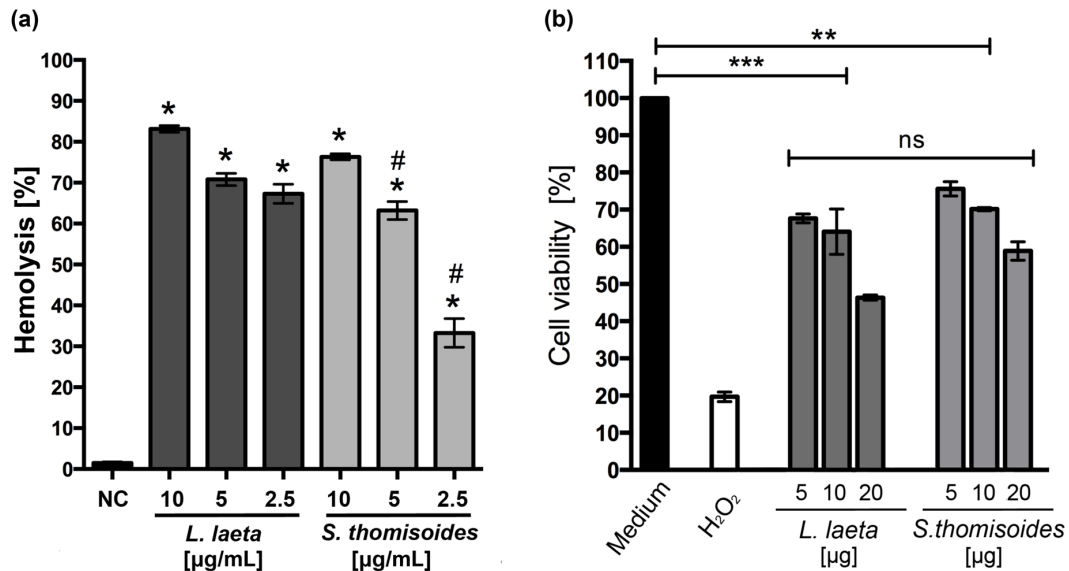 (a)
Hemolysis [%]
100
90
80
70
60
50
40
30
20
10
0
*
*
*
*
#
*
#
*
NC
10 5 2.5
10 5 2.5
L. laeta
S. thomisoides
[µg/mL]
[µg/mL]
(b)
Cell viability [%]
110
100
90
80
70
60
50
40
30
20
10
0
**
***
ns
Medium
H₂O₂
5 10 20
5 10 20
L. laeta
S.thomisoides
[µg]
[µg]